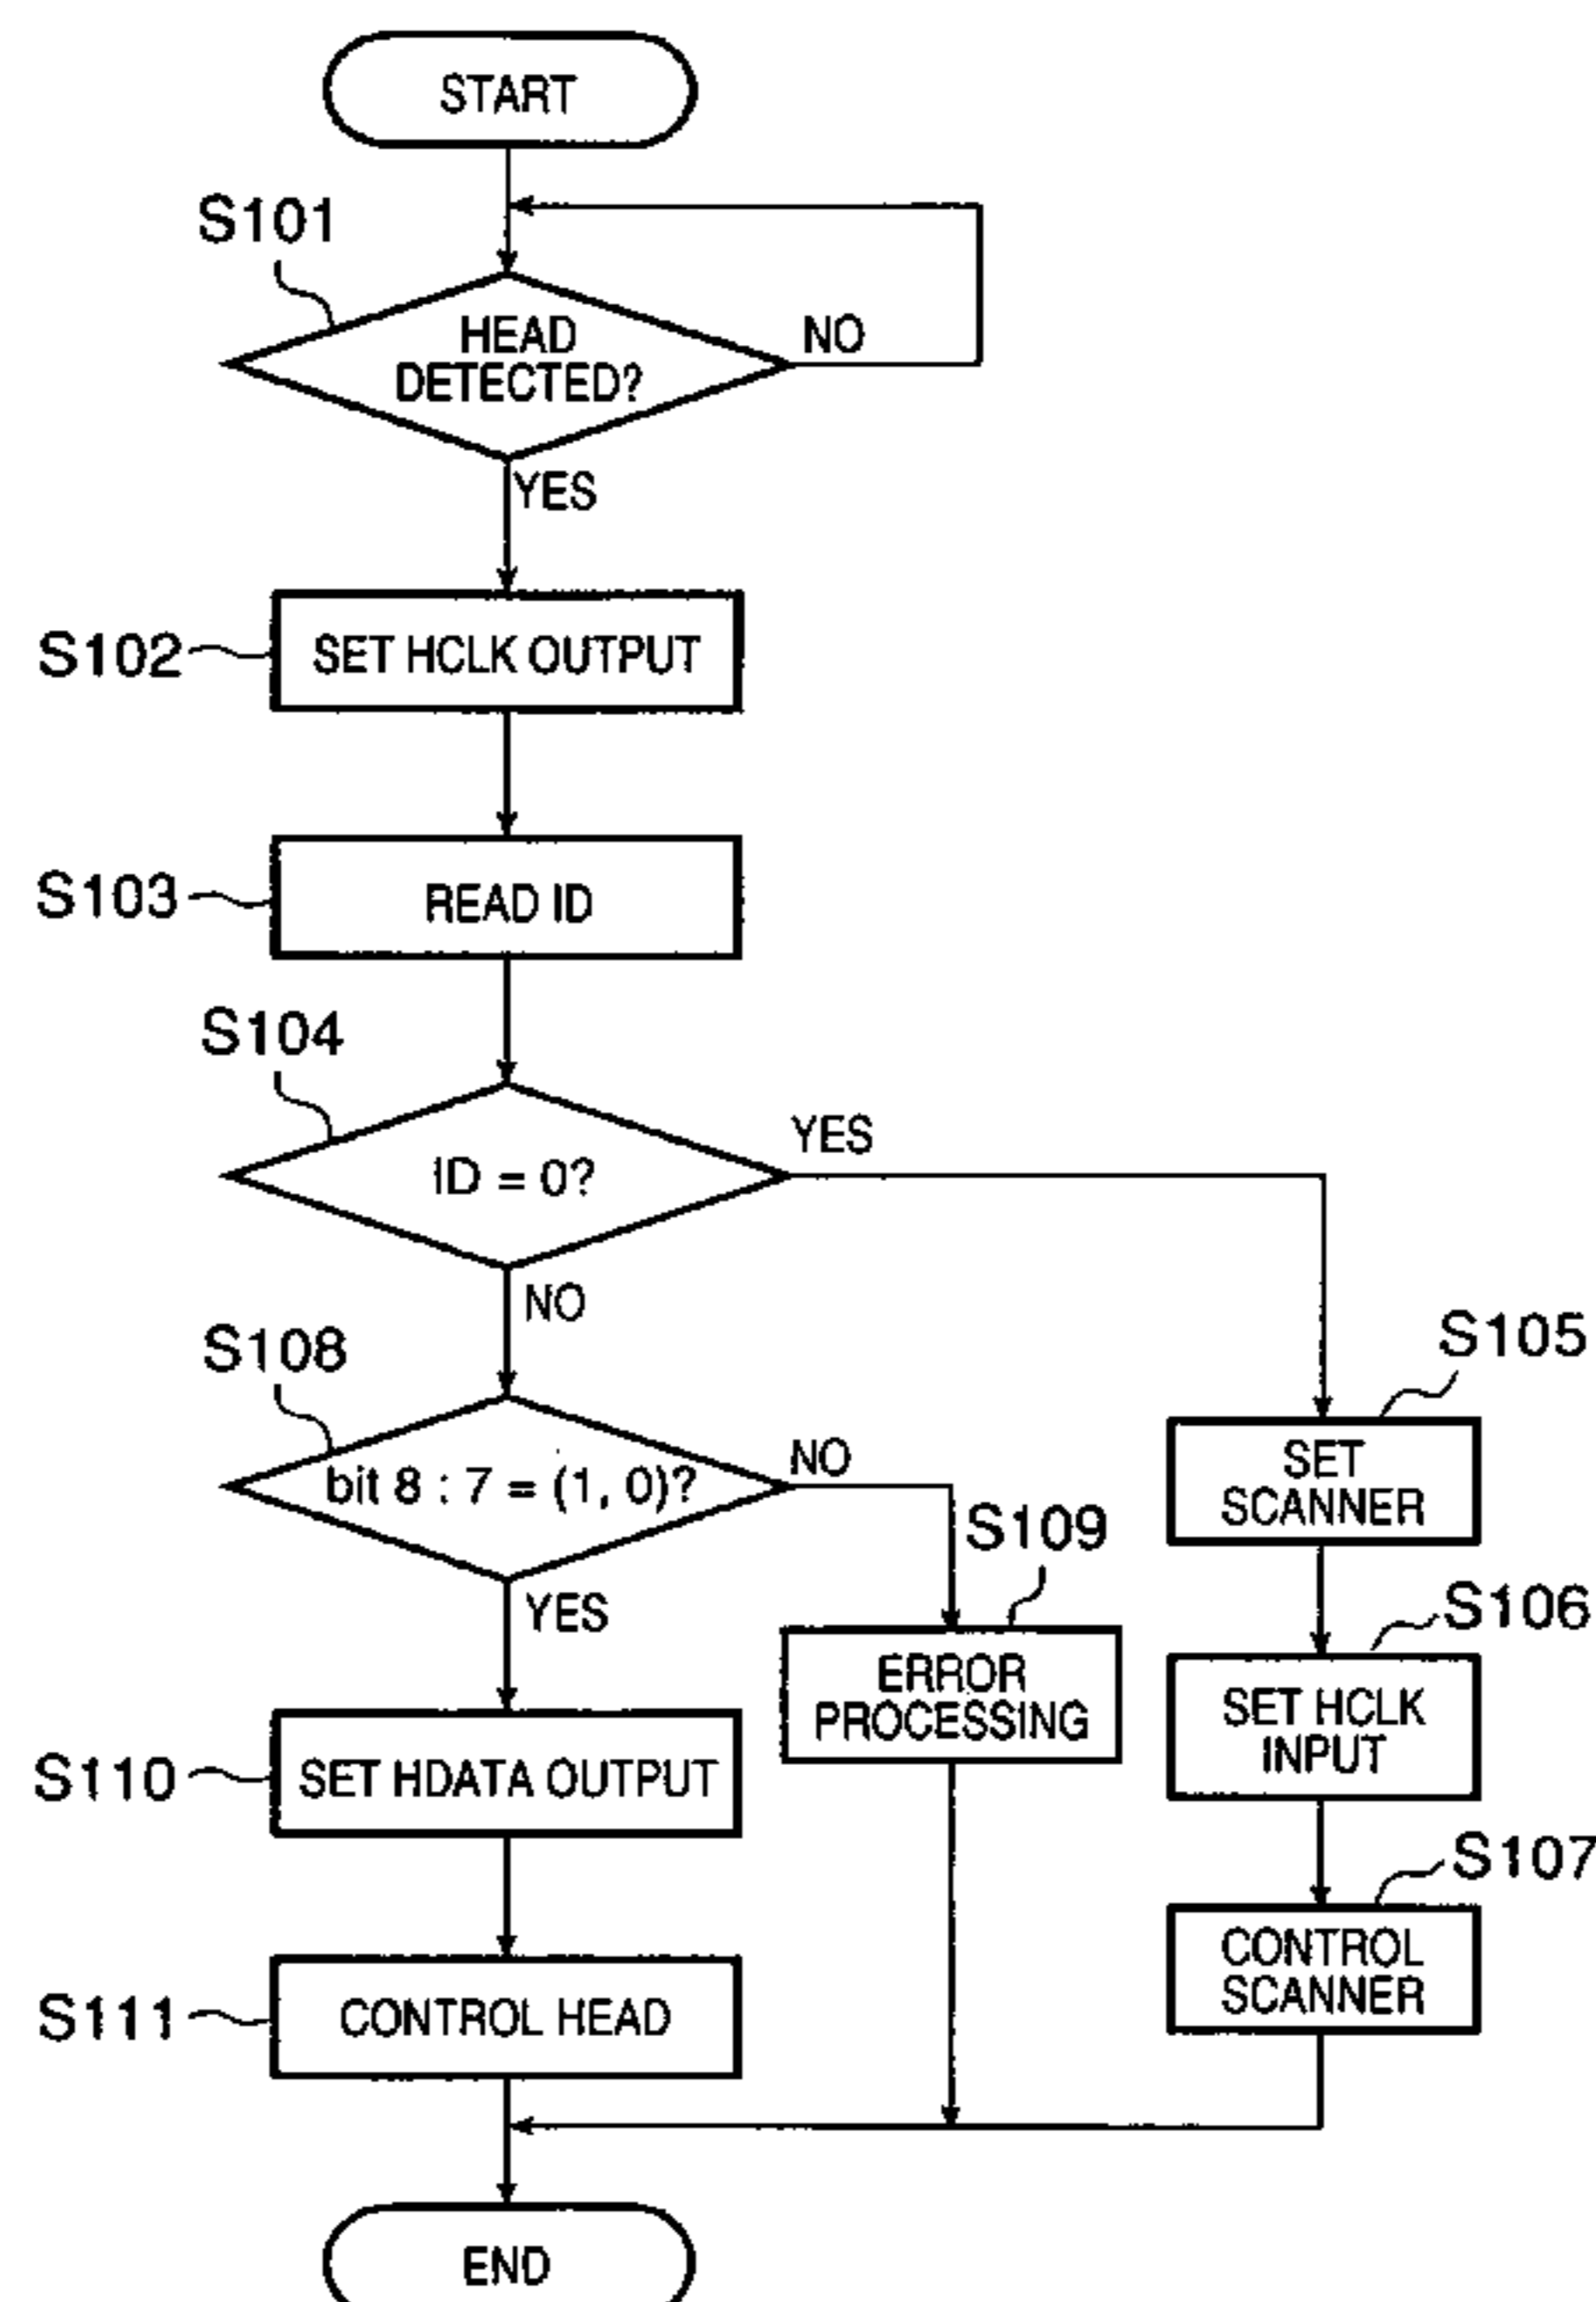 START
S101
HEAD
DETECTED?
NO
YES
S102
SET HCLK OUTPUT
S103
READ ID
S104
ID = 0?
YES
NO
S108
bit 8 : 7 = (1, 0)?
NO
YES
S105
SET
SCANNER
S109
ERROR
PROCESSING
S106
SET HCLK
INPUT
S110
SET HDATA OUTPUT
S107
CONTROL
SCANNER
S111
CONTROL HEAD
END